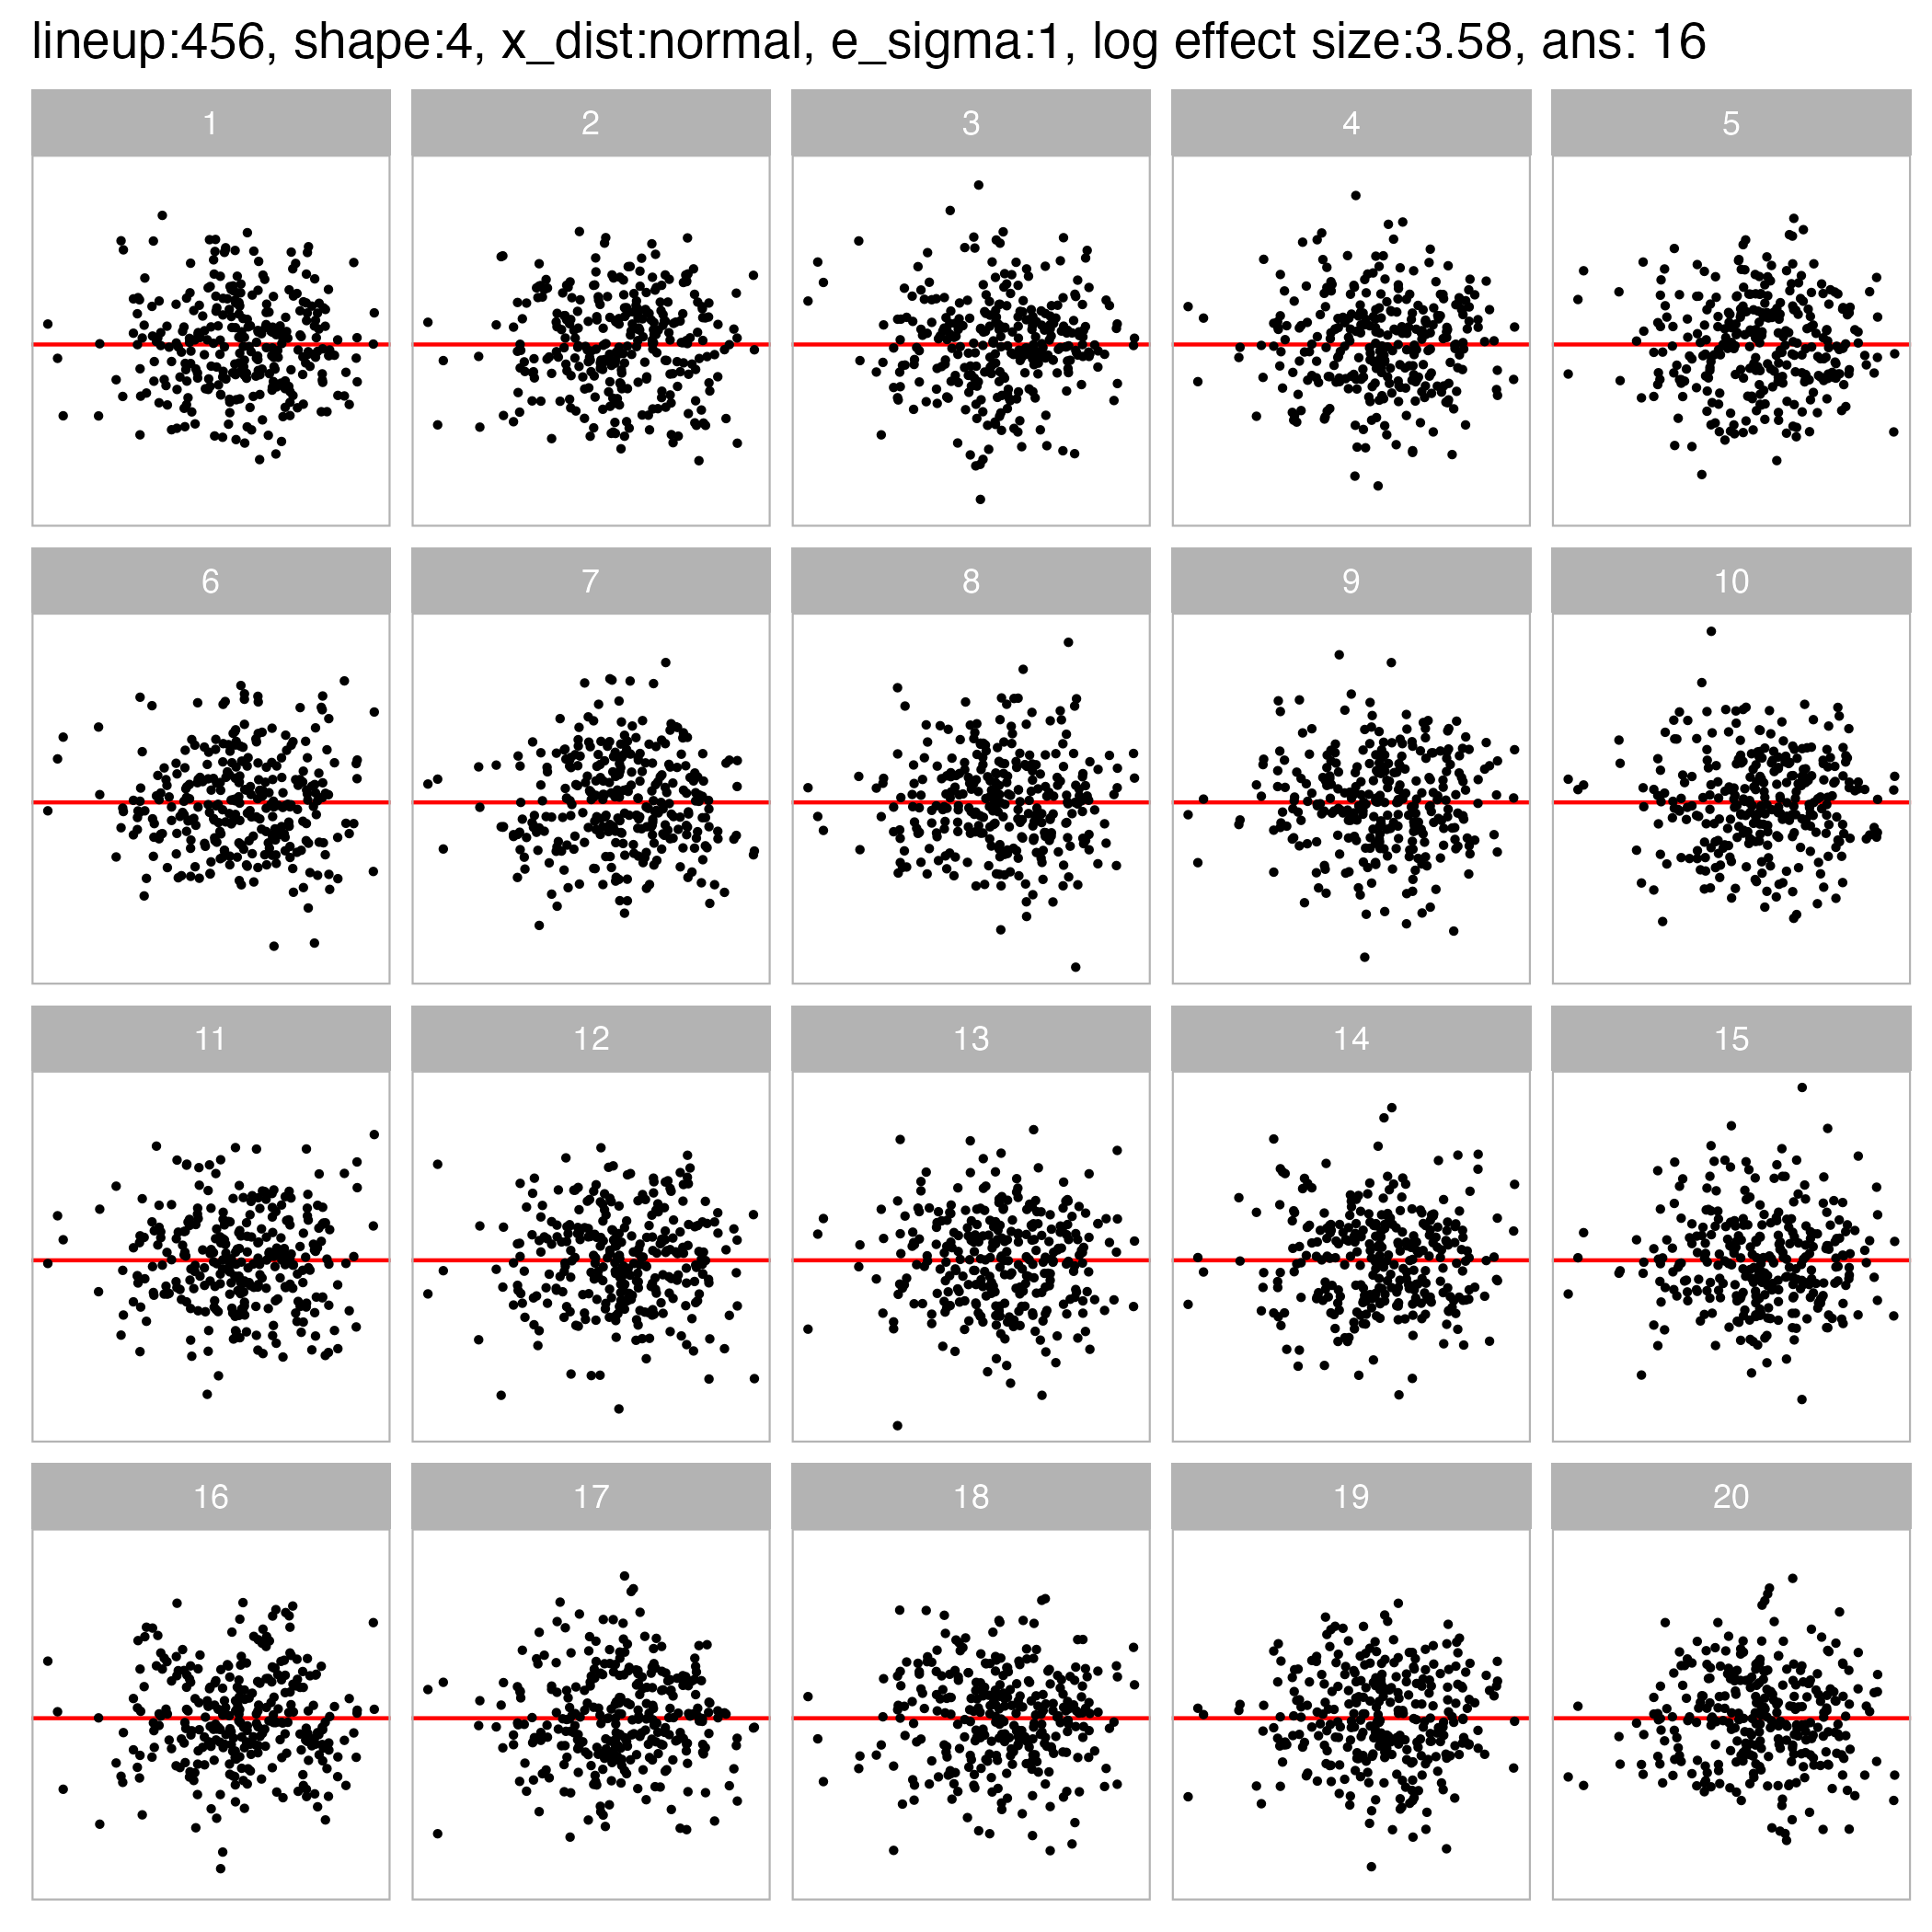 lineup:456, shape:4, x_dist:normal, e_sigma:1, log effect size:3.58, ans: 16
1 2 3 4 5
6 7 8 9 10
11 12 13 14 15
16 17 18 19 20